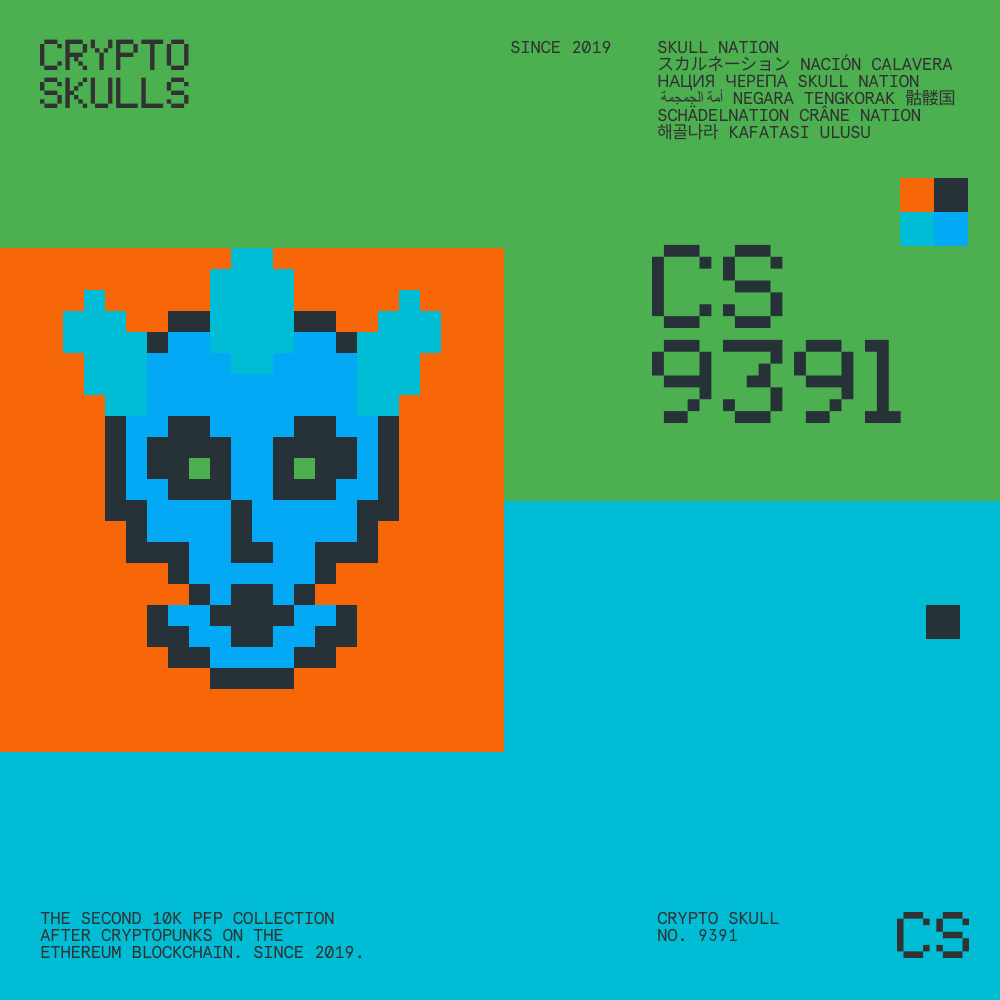 CRYPTO
SKULLS
SINCE 2019
SKULL NATION
スカルネーション NACIÓN CALAVERA
НАЦИЯ ЧЕРЕПА SKULL NATION
أمة الجمجمة NEGARA TENGKORAK 骷髅国
SCHÄDELNATION CRÂNE NATION
해골나라 KAFATASI ULUSU
CS
9391
THE SECOND 10K PFP COLLECTION
AFTER CRYPTOPUNKS ON THE
ETHEREUM BLOCKCHAIN. SINCE 2019.
CRYPTO SKULL
NO. 9391
CS